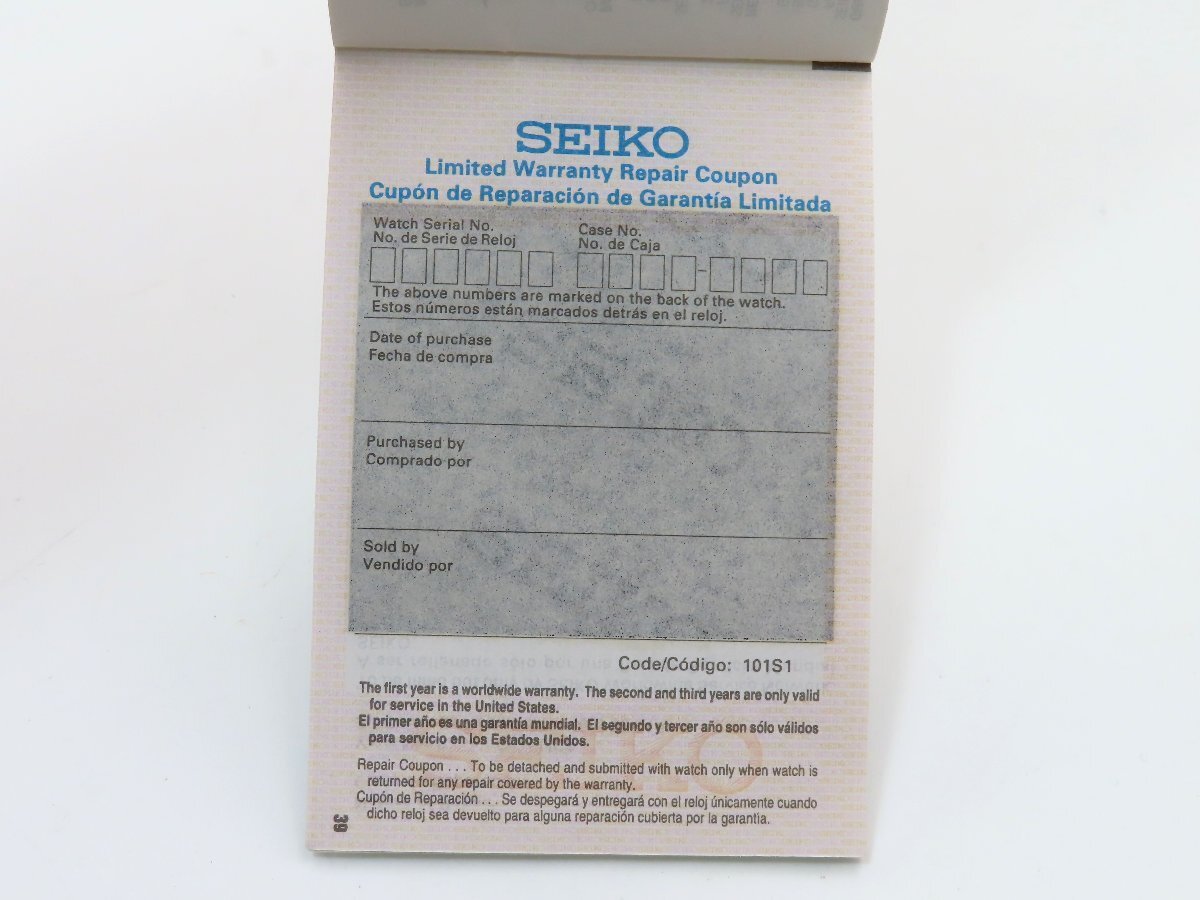 SEIKO
Limited Warranty Repair Coupon
Cupón de Reparación de Garantía Limitada
Watch Serial No.
No. de Serie de Reloj
Case No.
No. de Caja
-
The above numbers are marked on the back of the watch.
Estos números están marcados detrás en el reloj.
Date of purchase
Fecha de compra
Purchased by
Comprado por
Sold by
Vendido por
Code/Código: 101S1
The first year is a worldwide warranty. The second and third years are only valid
for service in the United States.
El primer año es una garantía mundial. El segundo y tercer año son sólo válidos
para servicio en los Estados Unidos.
Repair Coupon . . . To be detached and submitted with watch only when watch is
returned for any repair covered by the warranty.
Cupón de Reparación . . . Se despegará y entregará con el reloj únicamente cuando
dicho reloj sea devuelto para alguna reparación cubierta por la garantía.
39
SEIKO